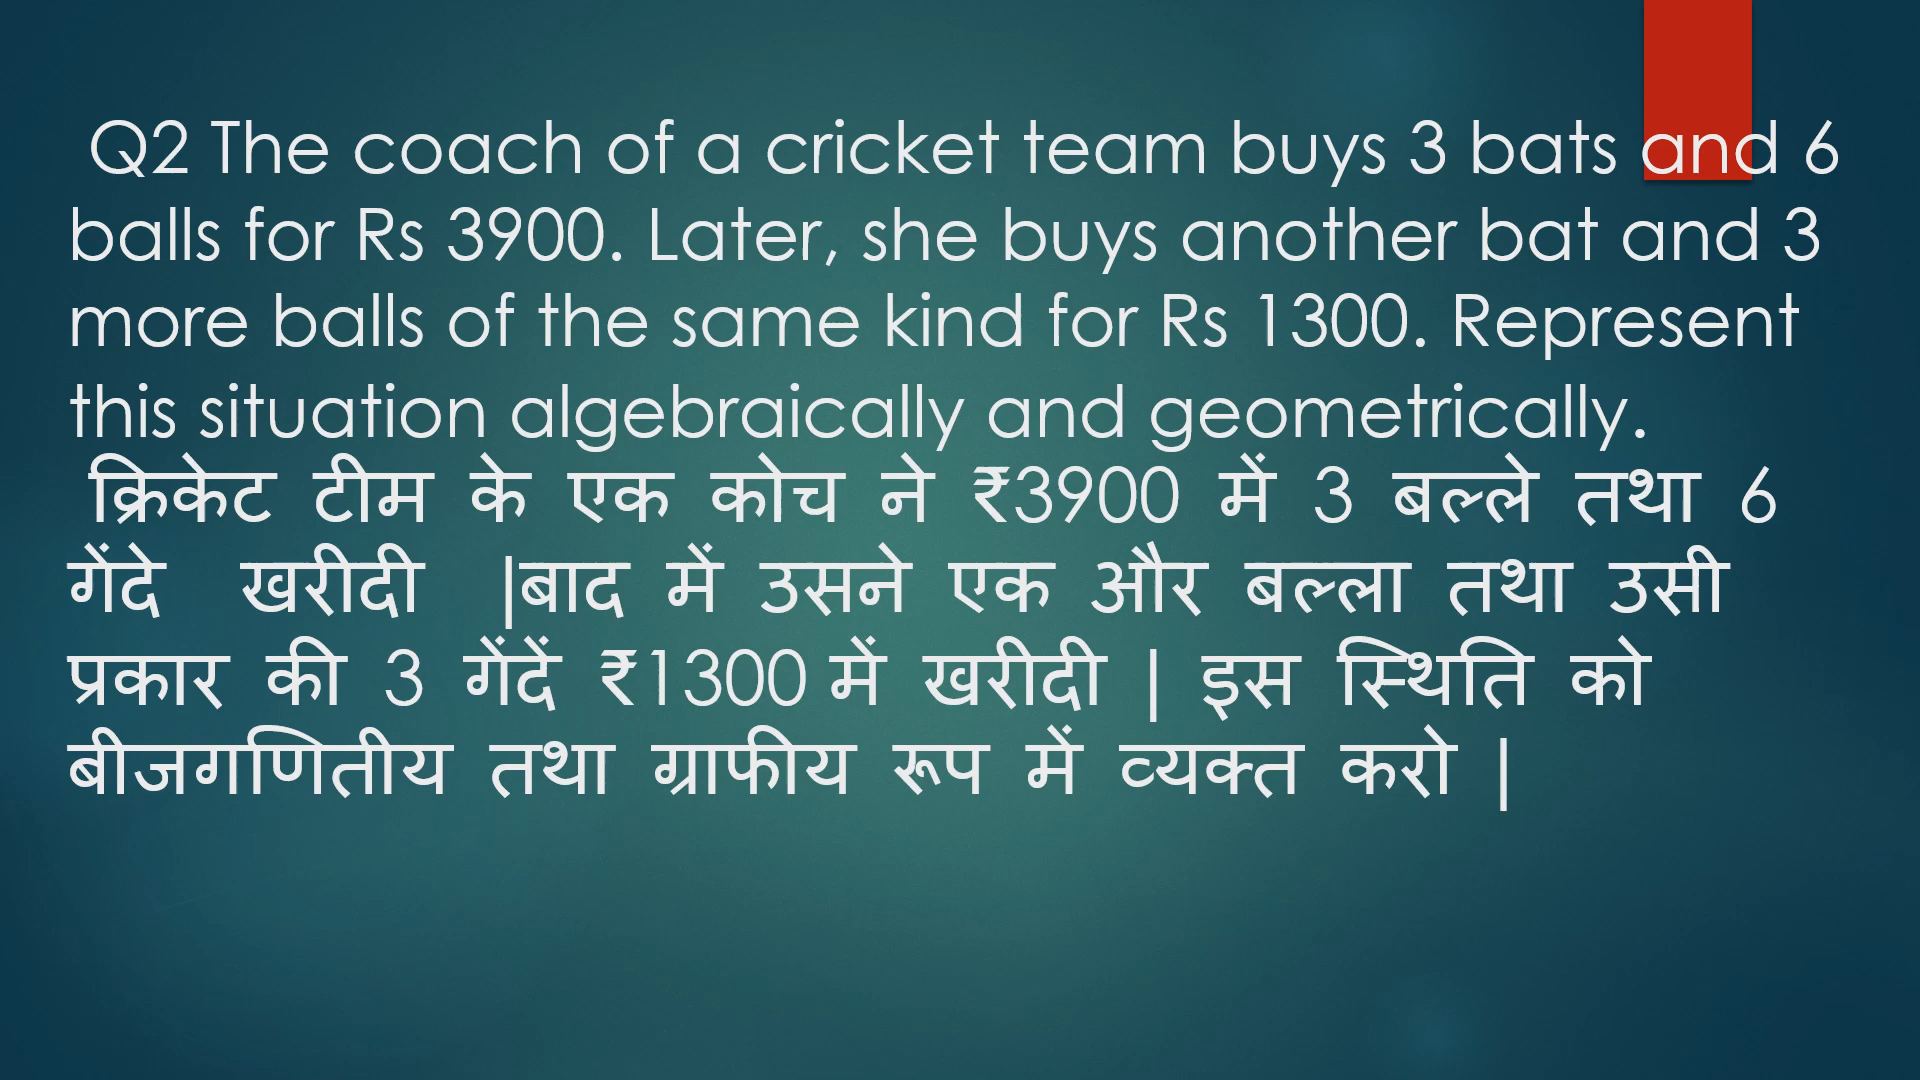 Q2 The coach of a cricket team buys 3 bats and 6
balls for Rs 3900. Later, she buys another bat and 3
more balls of the same kind for Rs 1300. Represent
this situation algebraically and geometrically.
क्रिकेट टीम के एक कोच ने ₹3900 में 3 बल्ले तथा 6
गेंदे खरीदी |बाद में उसने एक और बल्ला तथा उसी
प्रकार की 3 गेंदें ₹1300 में खरीदी | इस स्थिति को
बीजगणितीय तथा ग्राफीय रूप में व्यक्त करो |